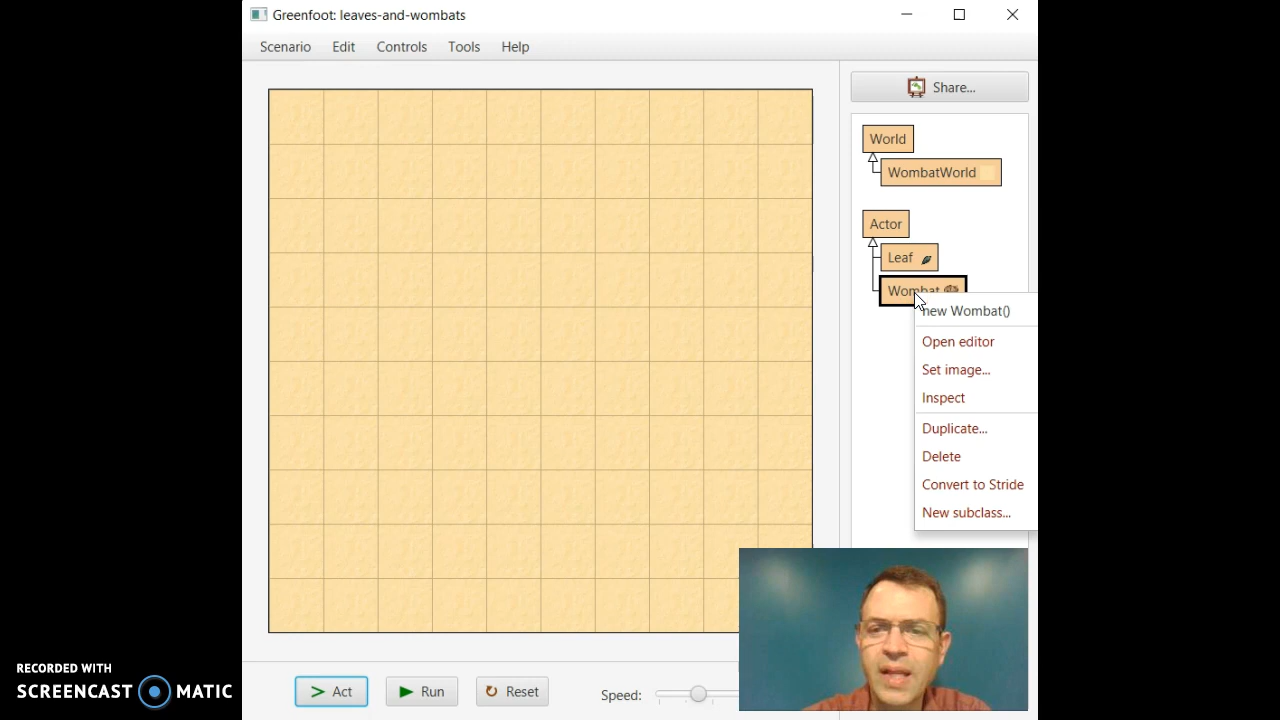 Greenfoot: leaves-and-wombats
Scenario Edit Controls Tools Help
Share...
World
WombatWorld
Actor
Leaf
Wombat
new Wombat()
Open editor
Set image...
Inspect
Duplicate...
Delete
Convert to Stride
New subclass...
Act Run Reset Speed:
RECORDED WITH
SCREENCAST MATIC